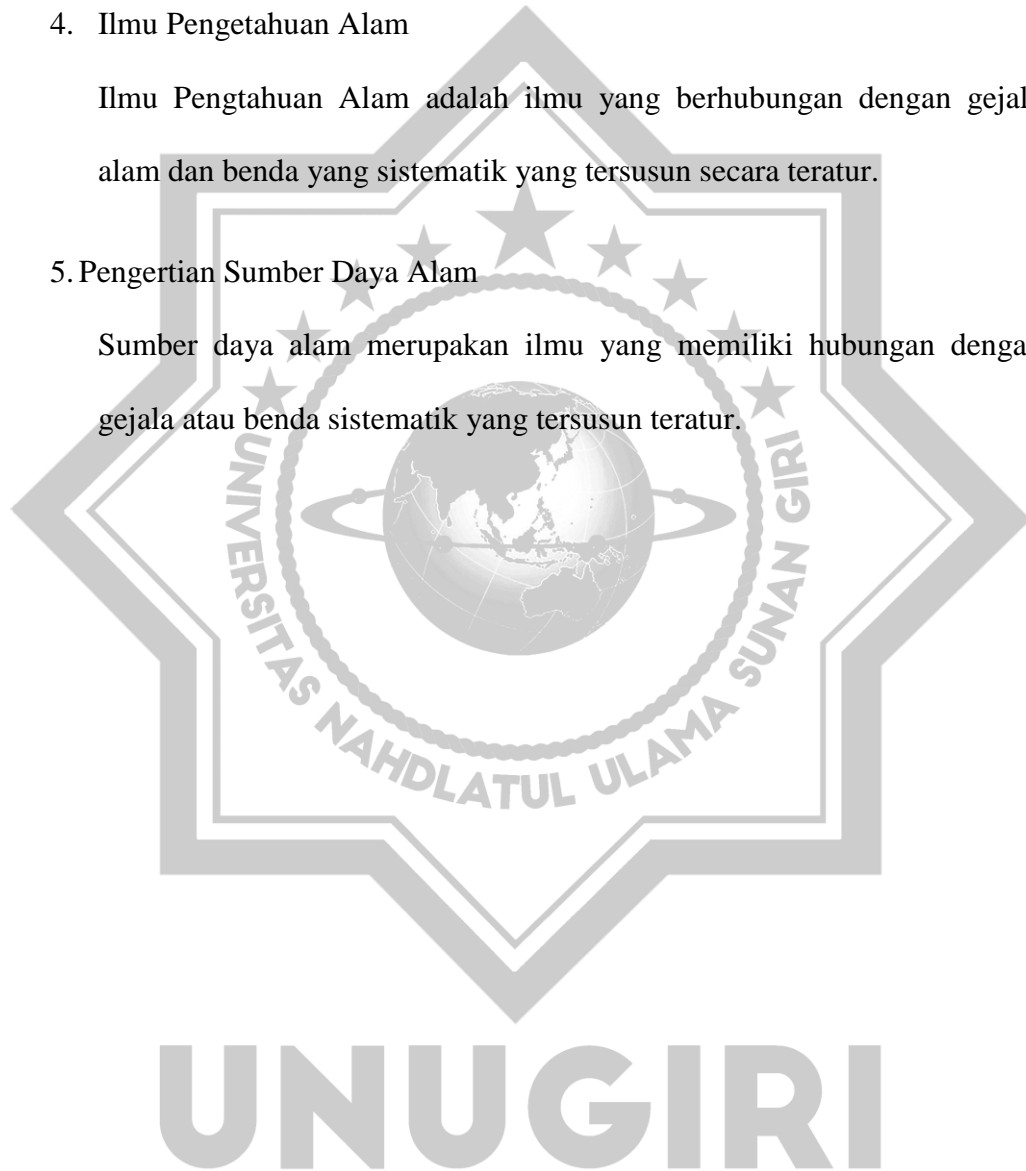 4. Ilmu Pengetahuan Alam
Ilmu Pengtahuan Alam adalah ilmu yang berhubungan dengan gejal
alam dan benda yang sistematik yang tersusun secara teratur.
5. Pengertian Sumber Daya Alam
Sumber daya alam merupakan ilmu yang memiliki hubungan denga
gejala atau benda sistematik yang tersusun teratur.
UNIVERSITAS NAHDLATUL ULAMA SUNAN GIRI
UNUGIRI